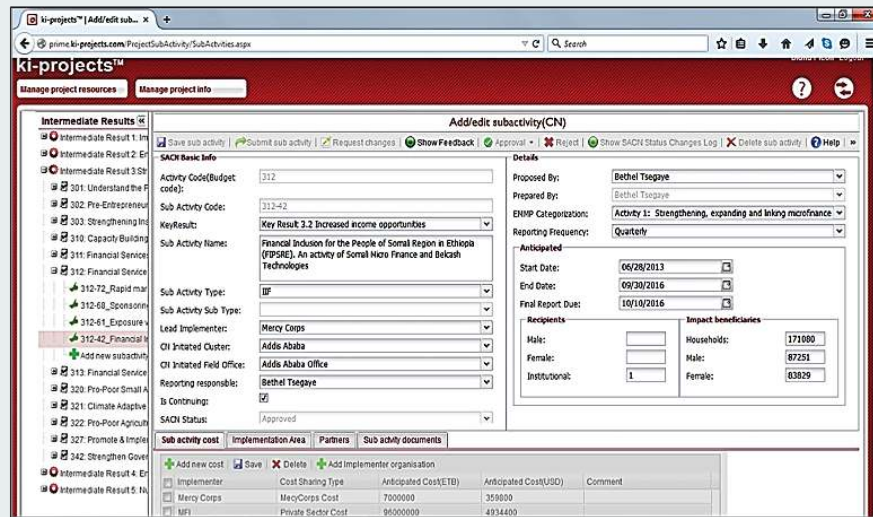 ki-projects™ | Add/edit sub... ×
prime.ki-projects.com/ProjectSubActivity/SubActvities.aspx
Search
ki-projects™
Logout
Manage project resources
Manage project info
Intermediate Results «
Intermediate Result 1: Im
Intermediate Result 2: En
Intermediate Result 3:Str
301: Understand the P
302: Pre-Entrepreneur
303: Strengthening Ins
310: Capacity Building
311: Financial Services
312: Financial Service
312-72_Rapid mar
312-68_Sponsoring
312-61_Exposure v
312-42_Financial I
Add new subactivity
313: Financial Service
320: Pro-Poor Small A
321: Climate Adaptive
322: Pro-Poor Agricult
327: Promote & Implem
342: Strengthen Gover
Intermediate Result 4: En
Intermediate Result 5: Nu
Add/edit subactivity(CN)
Save sub activity | Submit sub activity | Request changes | Show Feedback | Approval | Reject | Show SACN Status Changes Log | Delete sub activity | Help | »
SACN Basic Info
Activity Code(Budget code): 312
Sub Activity Code: 312-42
KeyResult: Key Result 3.2 Increased income opportunities
Sub Activity Name: Financial Inclusion for the People of Somali Region in Ethiopia
(FIPSRE). An activity of Somali Micro Finance and Belcash
Technologies
Sub Activity Type: IIF
Sub Activity Sub Type:
Lead Implementer: Mercy Corps
CN Initiated Cluster: Addis Ababa
CN Initiated Field Office: Addis Ababa Office
Reporting responsible: Bethel Tsegaye
Is Continuing:
SACN Status: Approved
Details
Proposed By: Bethel Tsegaye
Prepared By: Bethel Tsegaye
ENMP Categorization: Activity 1: Strengthening, expanding and linking microfinance
Reporting Frequency: Quarterly
Anticipated
Start Date: 06/28/2013
End Date: 09/30/2016
Final Report Due: 10/10/2016
Recipients
Male:
Female:
Institutional: 1
Impact beneficiaries
Households: 171080
Male: 87251
Female: 83829
Sub activity cost
Implementation Area
Partners
Sub activity documents
Add new cost | Save | Delete | Add Implementer organisation
Implementer Cost Sharing Type Anticipated Cost(ETB) Anticipated Cost(USD) Comment
Mercy Corps MecyCorps Cost 7000000 359800
MFI Private Sector Cost 96000000 4934400